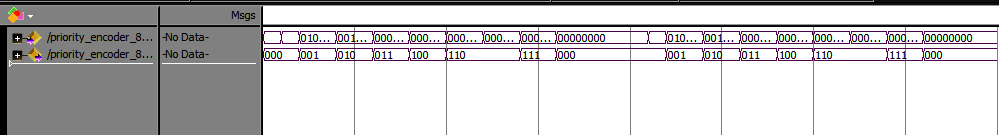 Msgs
/priority_encoder_8... -No Data- 010... 001... 000... 000... 000... 000... 000... 00000000 010... 001... 000... 000... 000... 000... 000... 00000000
/priority_encoder_8... -No Data- 000 001 010 011 100 110 111 000 001 010 011 100 110 111 000